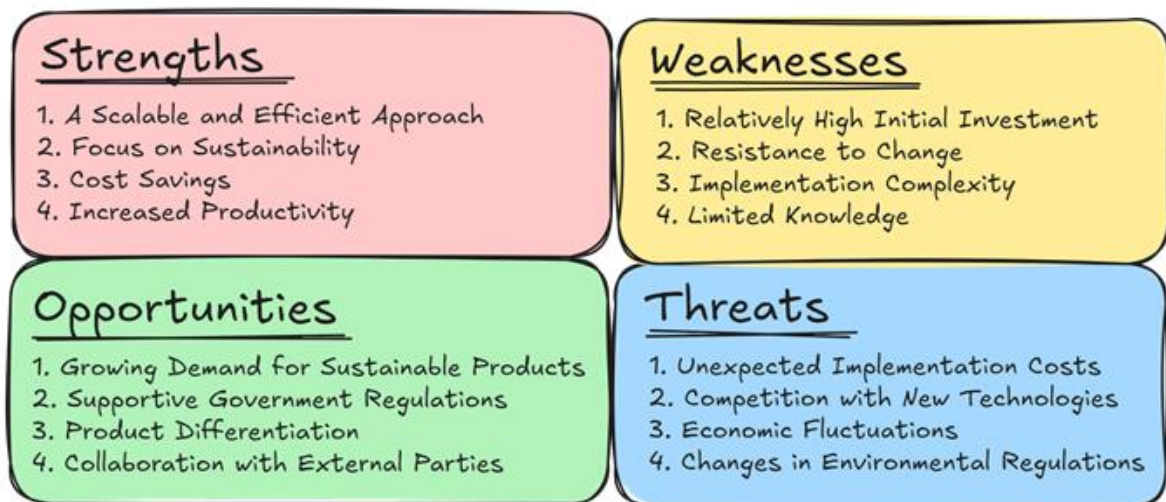 Strengths
1. A Scalable and Efficient Approach
2. Focus on Sustainability
3. Cost Savings
4. Increased Productivity
Weaknesses
1. Relatively High Initial Investment
2. Resistance to Change
3. Implementation Complexity
4. Limited Knowledge
Opportunities
1. Growing Demand for Sustainable Products
2. Supportive Government Regulations
3. Product Differentiation
4. Collaboration with External Parties
Threats
1. Unexpected Implementation Costs
2. Competition with New Technologies
3. Economic Fluctuations
4. Changes in Environmental Regulations